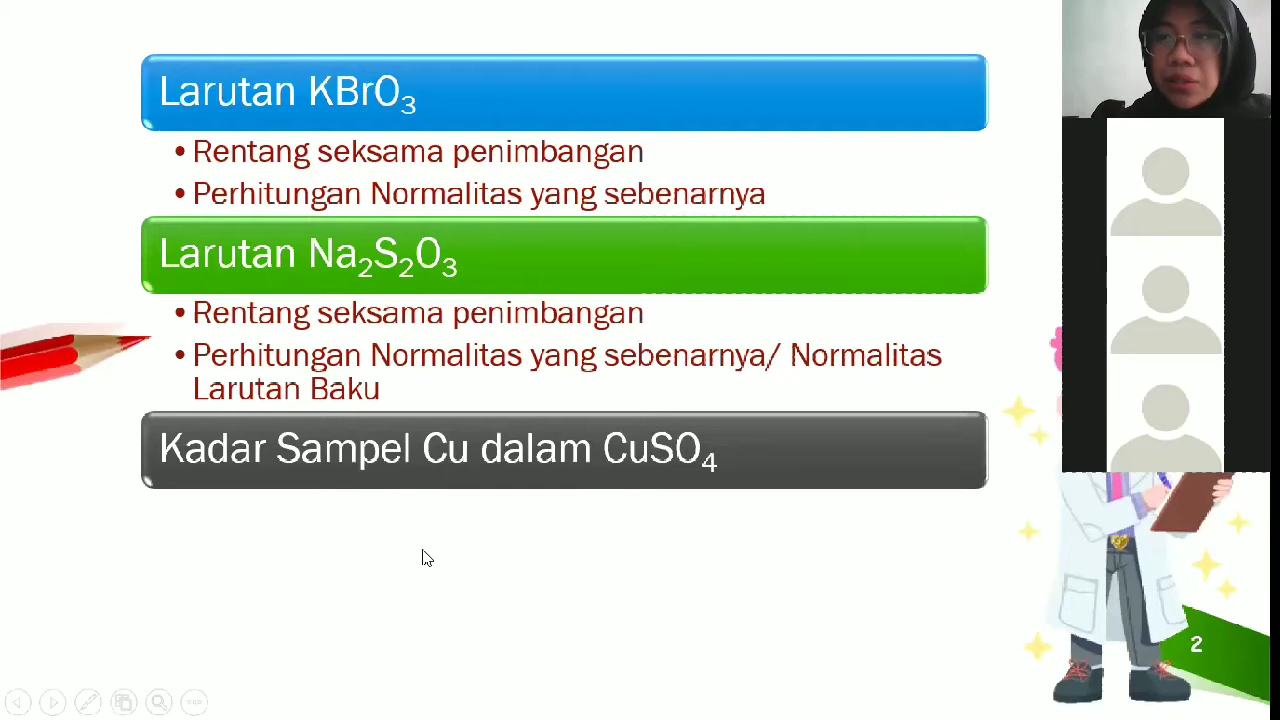 Larutan KBrO₃
• Rentang seksama penimbangan
• Perhitungan Normalitas yang sebenarnya
Larutan Na₂S₂O₃
• Rentang seksama penimbangan
• Perhitungan Normalitas yang sebenarnya/ Normalitas
Larutan Baku
Kadar Sampel Cu dalam CuSO₄
2